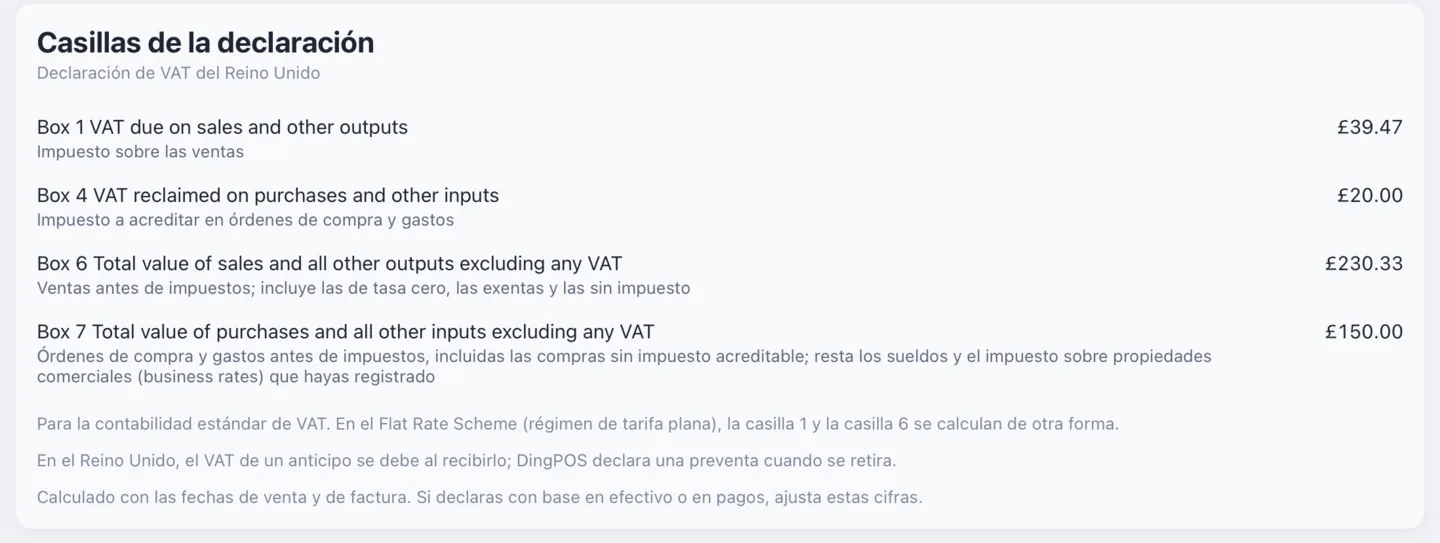 Casillas de la declaración
Declaración de VAT del Reino Unido
Box 1 VAT due on sales and other outputs £39.47
Impuesto sobre las ventas
Box 4 VAT reclaimed on purchases and other inputs £20.00
Impuesto a acreditar en órdenes de compra y gastos
Box 6 Total value of sales and all other outputs excluding any VAT £230.33
Ventas antes de impuestos; incluye las de tasa cero, las exentas y las sin impuesto
Box 7 Total value of purchases and all other inputs excluding any VAT £150.00
Órdenes de compra y gastos antes de impuestos, incluidas las compras sin impuesto acreditable; resta los sueldos y el impuesto sobre propiedades
comerciales (business rates) que hayas registrado
Para la contabilidad estándar de VAT. En el Flat Rate Scheme (régimen de tarifa plana), la casilla 1 y la casilla 6 se calculan de otra forma.
En el Reino Unido, el VAT de un anticipo se debe al recibirlo; DingPOS declara una preventa cuando se retira.
Calculado con las fechas de venta y de factura. Si declaras con base en efectivo o en pagos, ajusta estas cifras.